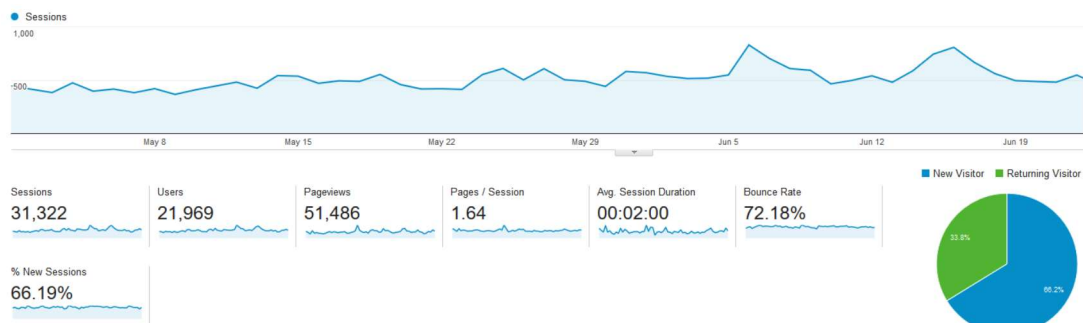 Sessions
1,000
500
May 8 May 15 May 22 May 29 Jun 5 Jun 12 Jun 19
New Visitor Returning Visitor
Sessions Users Pageviews Pages / Session Avg. Session Duration Bounce Rate
31,322 21,969 51,486 1.64 00:02:00 72.18%
33.8%
66.2%
% New Sessions
66.19%